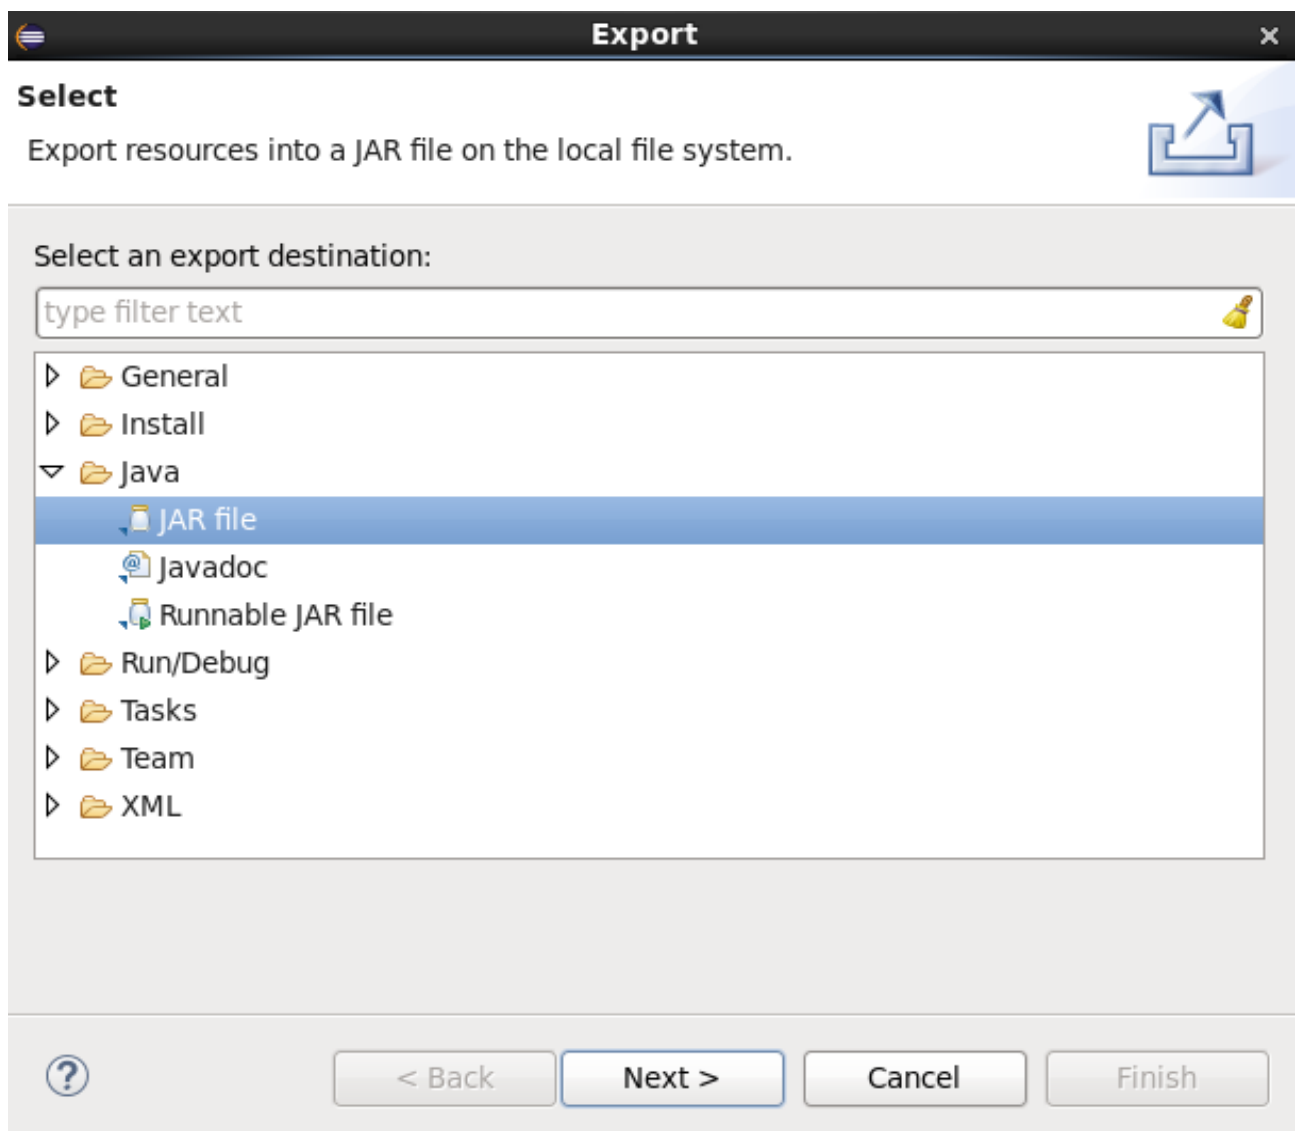 Export
Select
Export resources into a JAR file on the local file system.
Select an export destination:
type filter text
General
Install
Java
JAR file
Javadoc
Runnable JAR file
Run/Debug
Tasks
Team
XML
< Back Next > Cancel Finish